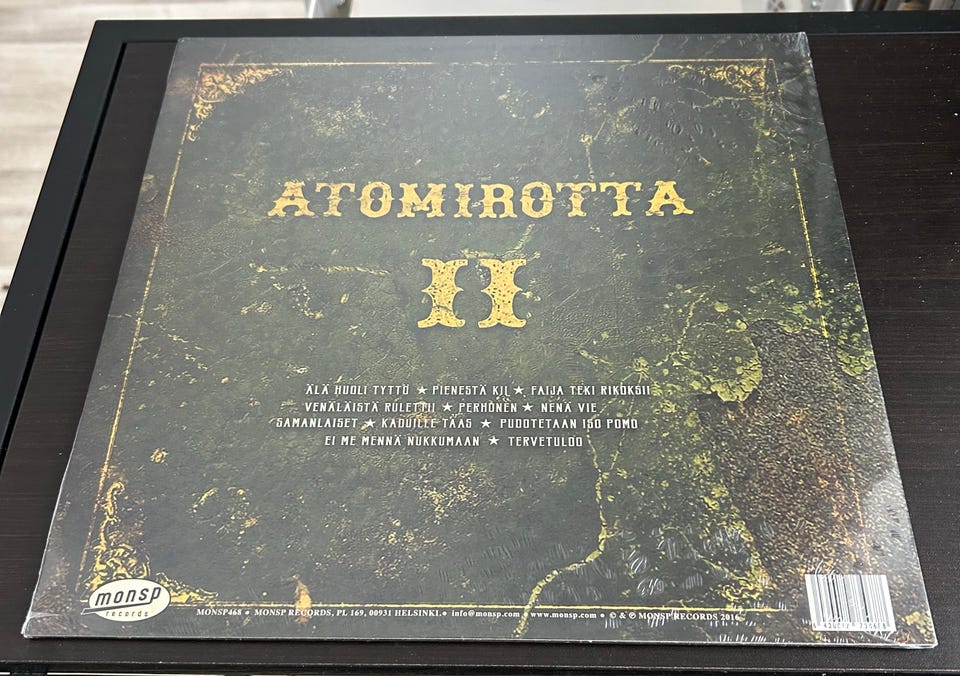 ATOMIROTTA
II
ÄLÄ HUOLI TYTTÖ ★ PIENESTÄ KII ★ FAIJA TEKI RIKOKSII
VENÄLÄISTÄ RULETTII ★ PERHONEN ★ NENÄ VIE
SAMANLAISET ★ KADUILLE TAAS ★ PUDOTETAAN ISO POMO
EI ME MENNÄ NUKKUMAAN ★ TERVETULOO
monsp
records
MONSP468 • MONSP RECORDS, PL 169, 00931 HELSINKI. • info@monsp.com • www.monsp.com • © & ℗ MONSP RECORDS 2016